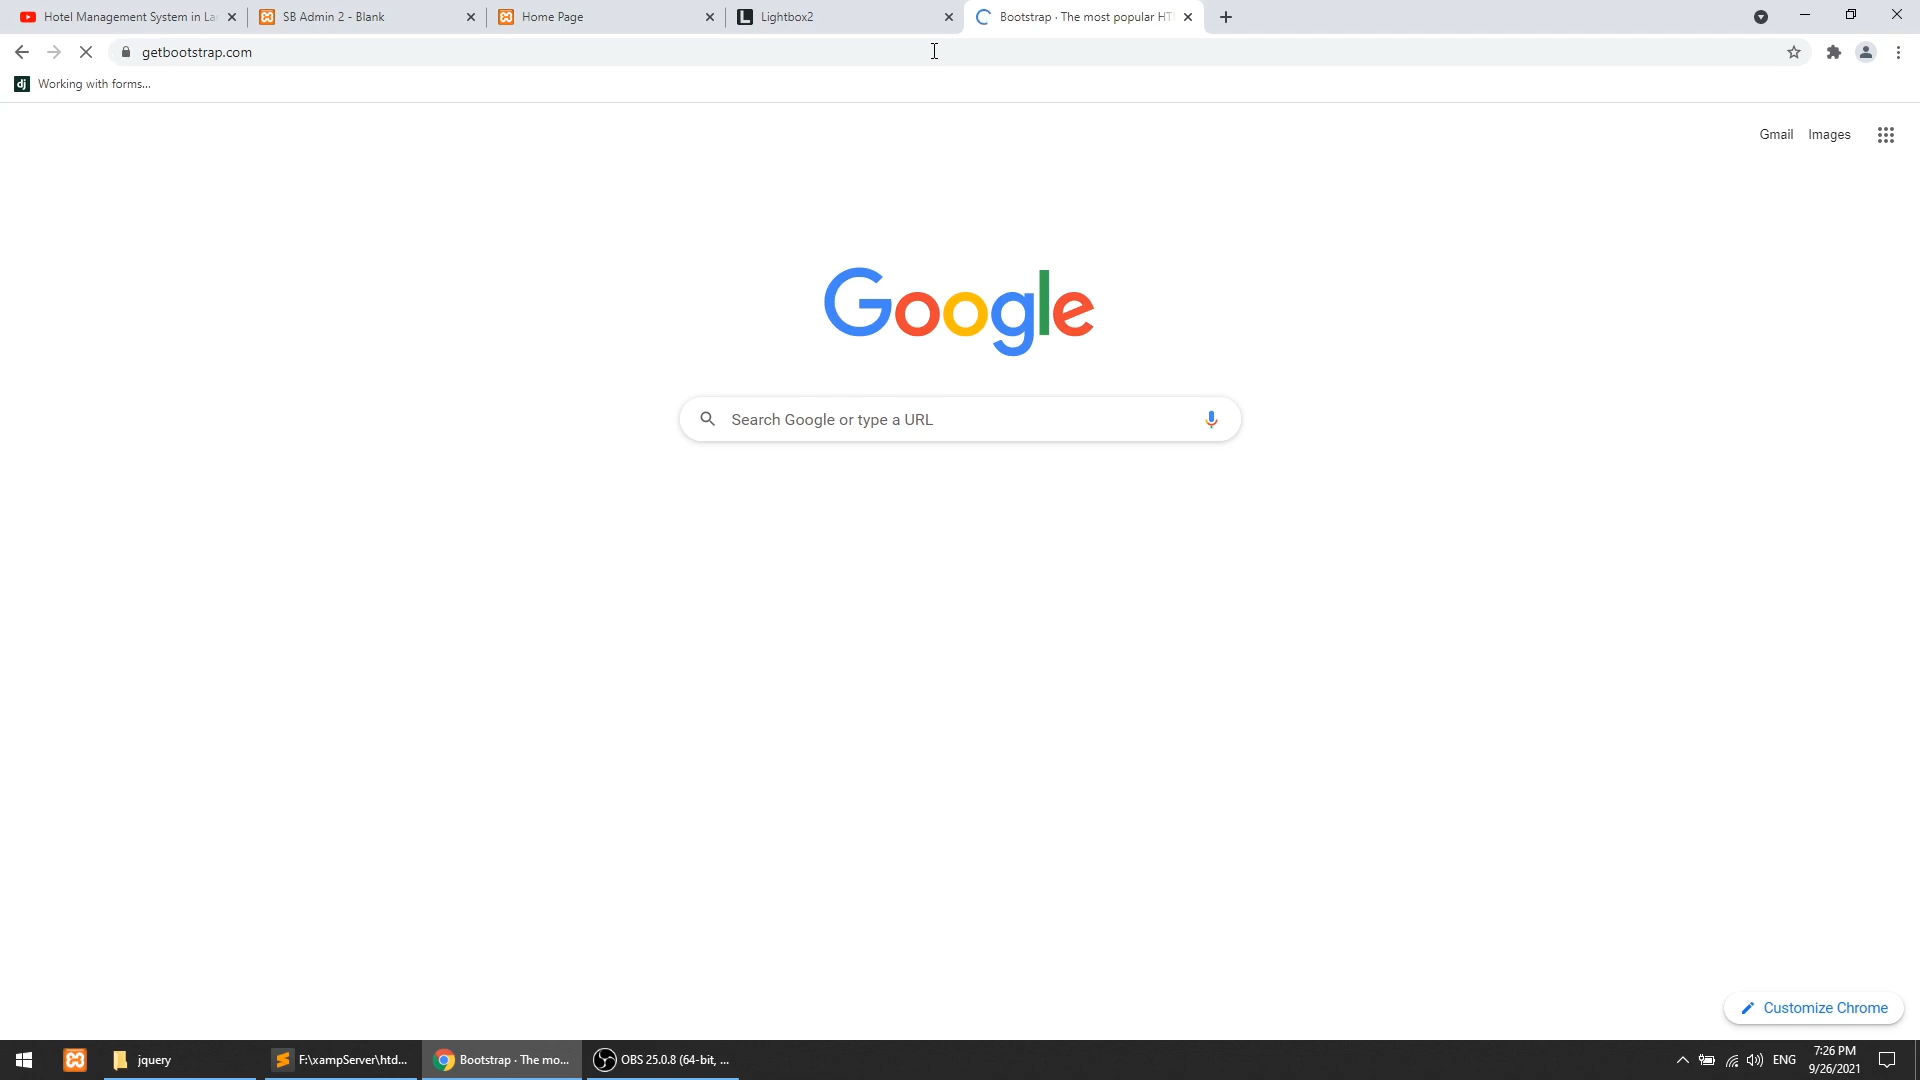 Hotel Management System in La
SB Admin 2 - Blank
Home Page
L Lightbox2
Bootstrap · The most popular HT
getbootstrap.com
dj Working with forms...
Gmail Images
Google
Search Google or type a URL
Customize Chrome
jquery
F:\xampServer\htd...
Bootstrap · The mo...
OBS 25.0.8 (64-bit, ...
ENG
7:26 PM
9/26/2021